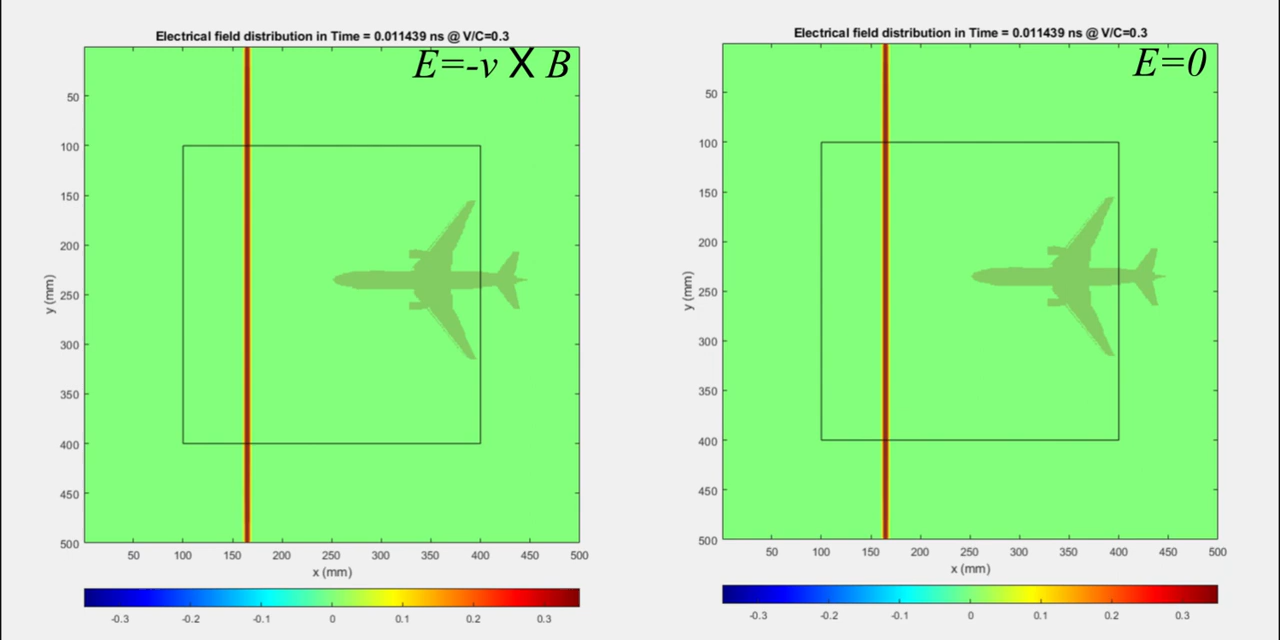 Electrical field distribution in Time = 0.011439 ns @ V/C=0.3
E=-v X B
50
100
150
200
250
300
350
400
450
500
y (mm)
50 100 150 200 250 300 350 400 450 500
x (mm)
-0.3 -0.2 -0.1 0 0.1 0.2 0.3
Electrical field distribution in Time = 0.011439 ns @ V/C=0.3
E=0
50
100
150
200
250
300
350
400
450
500
y (mm)
50 100 150 200 250 300 350 400 450 500
x (mm)
-0.3 -0.2 -0.1 0 0.1 0.2 0.3